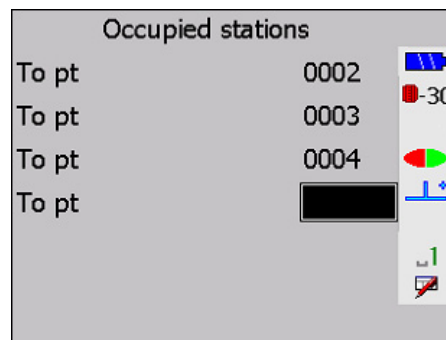 Occupied stations
To pt 0002
To pt 0003
To pt 0004
To pt
-30
1